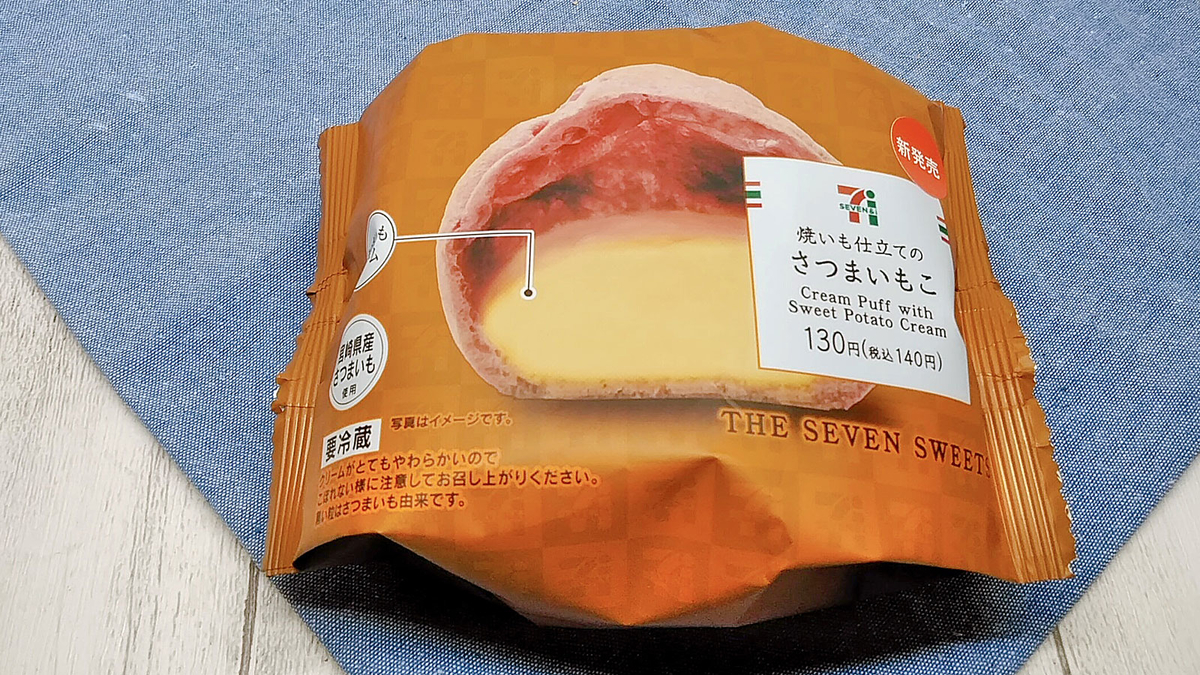 新発売
SEVEN&i
焼いも仕立ての
さつまいもこ
Cream Puff with
Sweet Potato Cream
130円(税込140円)
も
ム
宮崎県産
さつまいも
使用
要冷蔵
写真はイメージです。
クリームがとてもやわらかいので
こぼれない様に注意してお召し上がりください。
黒い粒はさつまいも由来です。
THE SEVEN SWEETS